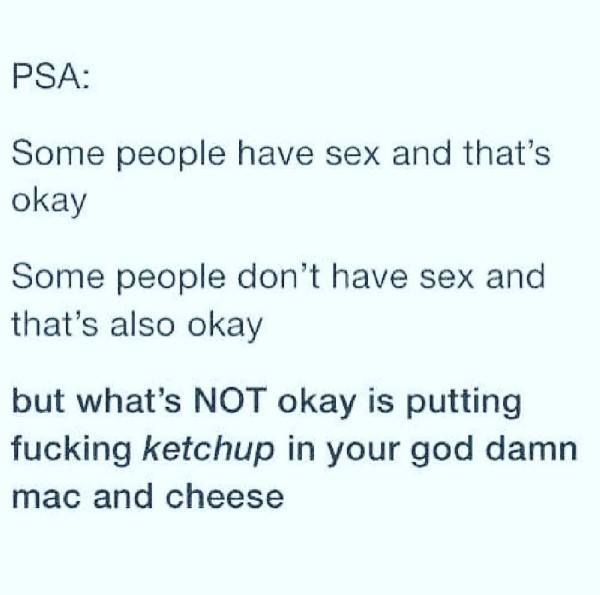 PSA:
Some people have sex and that's
okay
Some people don't have sex and
that's also okay
but what's NOT okay is putting
fucking ketchup in your god damn
mac and cheese